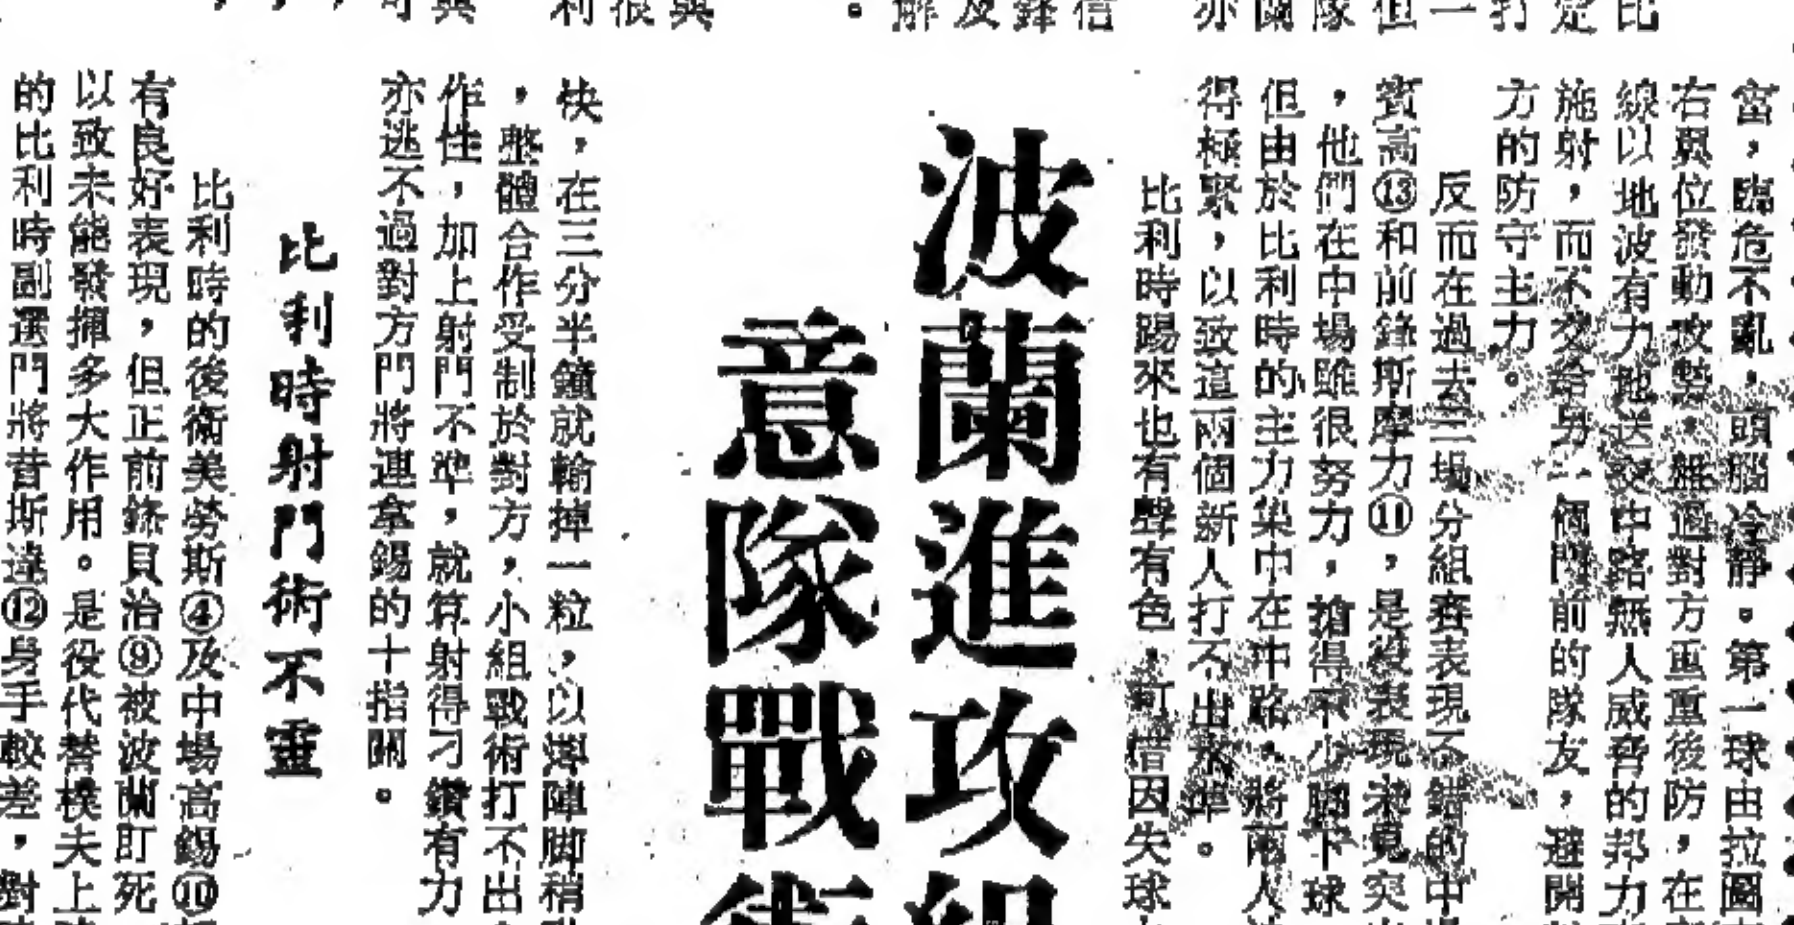 當，臨危不亂，頭腦冷靜。第一球由拉圖
右翼位發動攻勢，離過對方重重後防，在
線以地波有力地送交中路無人威脅的邦力
施射，而不交給另一個門前的隊友，避開
方的防守主力。
反而在過去三場分組賽表現不錯的中
賓高⑬和前鋒斯摩力⑪，是役表現未見突
，他們在中場雖很努力，搶得不少腳下球
但由於比利時的主力集中在中路，將兩人
得極緊，以致這兩個新人打不出水準。
比利時踢來也有聲有色，可惜因失球
波蘭進攻
意隊戰
快，在三分半鐘就輸掉一粒，以
，整體合作受制於對方，小組戰術打不出
作佳，加上射門不準，就算射得刁鑽有力
亦逃不過對方門將連拿錫的十指關。
比利時射門術不靈
比利時的後衛美勞斯④及中場高錫⑩
有良好表現，但正前鋒貝治⑨被波蘭盯死
以致未能發揮多大作用。是役代替樸夫上
的比利時副選門將昔斯達⑫身手較差，對